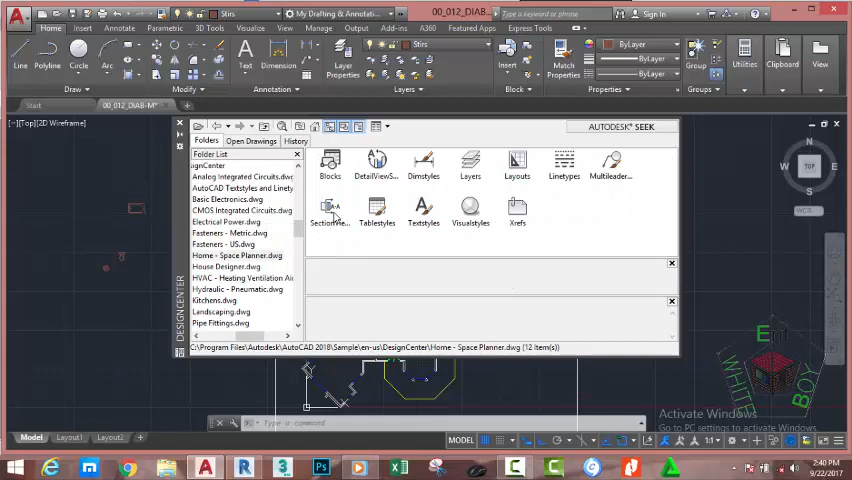 Stirs
My Drafting & Annotati...
00_012_DIAB...
Type a keyword or phrase
Sign In
Home Insert Annotate Parametric 3D Tools Visualize View Manage Output Add-ins A360 Featured Apps Express Tools
Line Polyline Circle Arc
Text Dimension
Layer Properties
Stirs
Insert
Match Properties
ByLayer
ByLayer
ByLayer
Group
Utilities
Clipboard
View
Draw Modify Annotation Layers Block Properties Groups
Start 00_012_DIAB-M*
[−][Top][2D Wireframe]
AUTODESK® SEEK
Folders Open Drawings History
Folder List
signCenter
Analog Integrated Circuits.dwg
AutoCAD Textstyles and Linety
Basic Electronics.dwg
CMOS Integrated Circuits.dwg
Electrical Power.dwg
Fasteners - Metric.dwg
Fasteners - US.dwg
Home - Space Planner.dwg
House Designer.dwg
HVAC - Heating Ventilation Air
Hydraulic - Pneumatic.dwg
Kitchens.dwg
Landscaping.dwg
Pipe Fittings.dwg
Blocks DetailViewS... Dimstyles Layers Layouts Linetypes Multileader...
SectionVie... Tablestyles Textstyles Visualstyles Xrefs
DESIGNCENTER
C:\Program Files\Autodesk\AutoCAD 2018\Sample\en-us\DesignCenter\Home - Space Planner.dwg (12 Item(s))
N
W TOP E
S
WCS
WHITE BOY
Activate Windows
Go to PC settings to activate Windows.
Type a command
Model Layout1 Layout2
MODEL
1:1
2:40 PM
9/22/2017